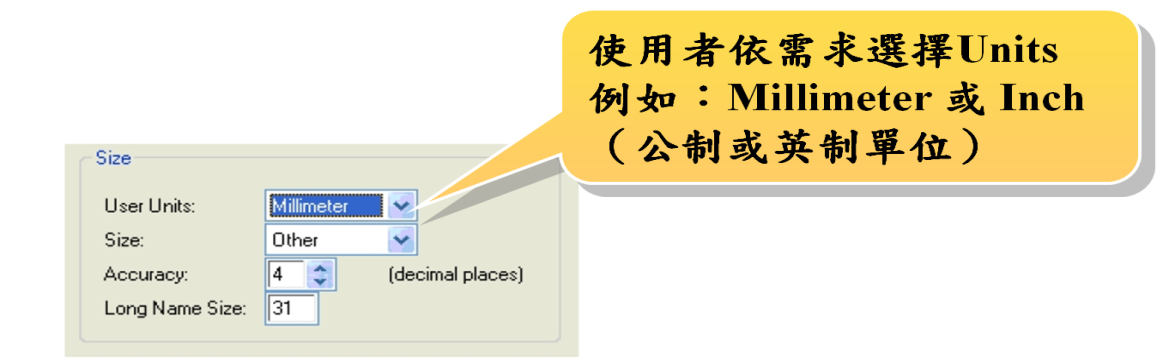 使用者依需求選擇Units
例如：Millimeter 或 Inch
（公制或英制單位）
Size
User Units: Millimeter
Size: Other
Accuracy: 4 (decimal places)
Long Name Size: 31